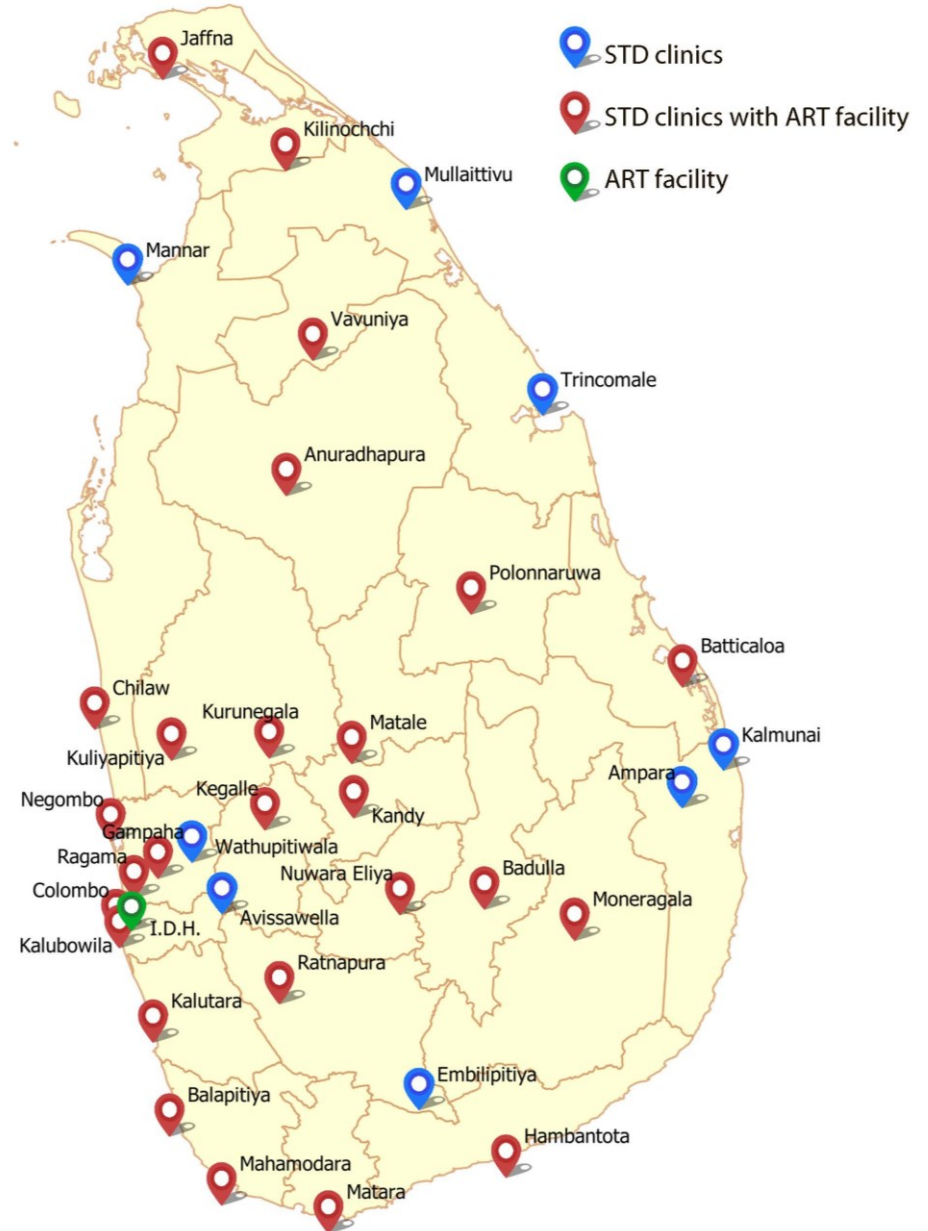 Jaffna
STD clinics
STD clinics with ART facility
Kilinochchi
Mullaittivu
ART facility
Mannar
Vavuniya
Trincomale
Anuradhapura
Polonnaruwa
Batticaloa
Chilaw
Kurunegala
Matale
Kalmunai
Kuliyapitiya
Ampara
Kegalle
Negombo
Kandy
Gampaha
Wathupitiwala
Ragama
Nuwara Eliya
Badulla
Colombo
Moneragala
Avissawella
I.D.H.
Kalubowila
Ratnapura
Kalutara
Embilipitiya
Balapitiya
Hambantota
Mahamodara
Matara